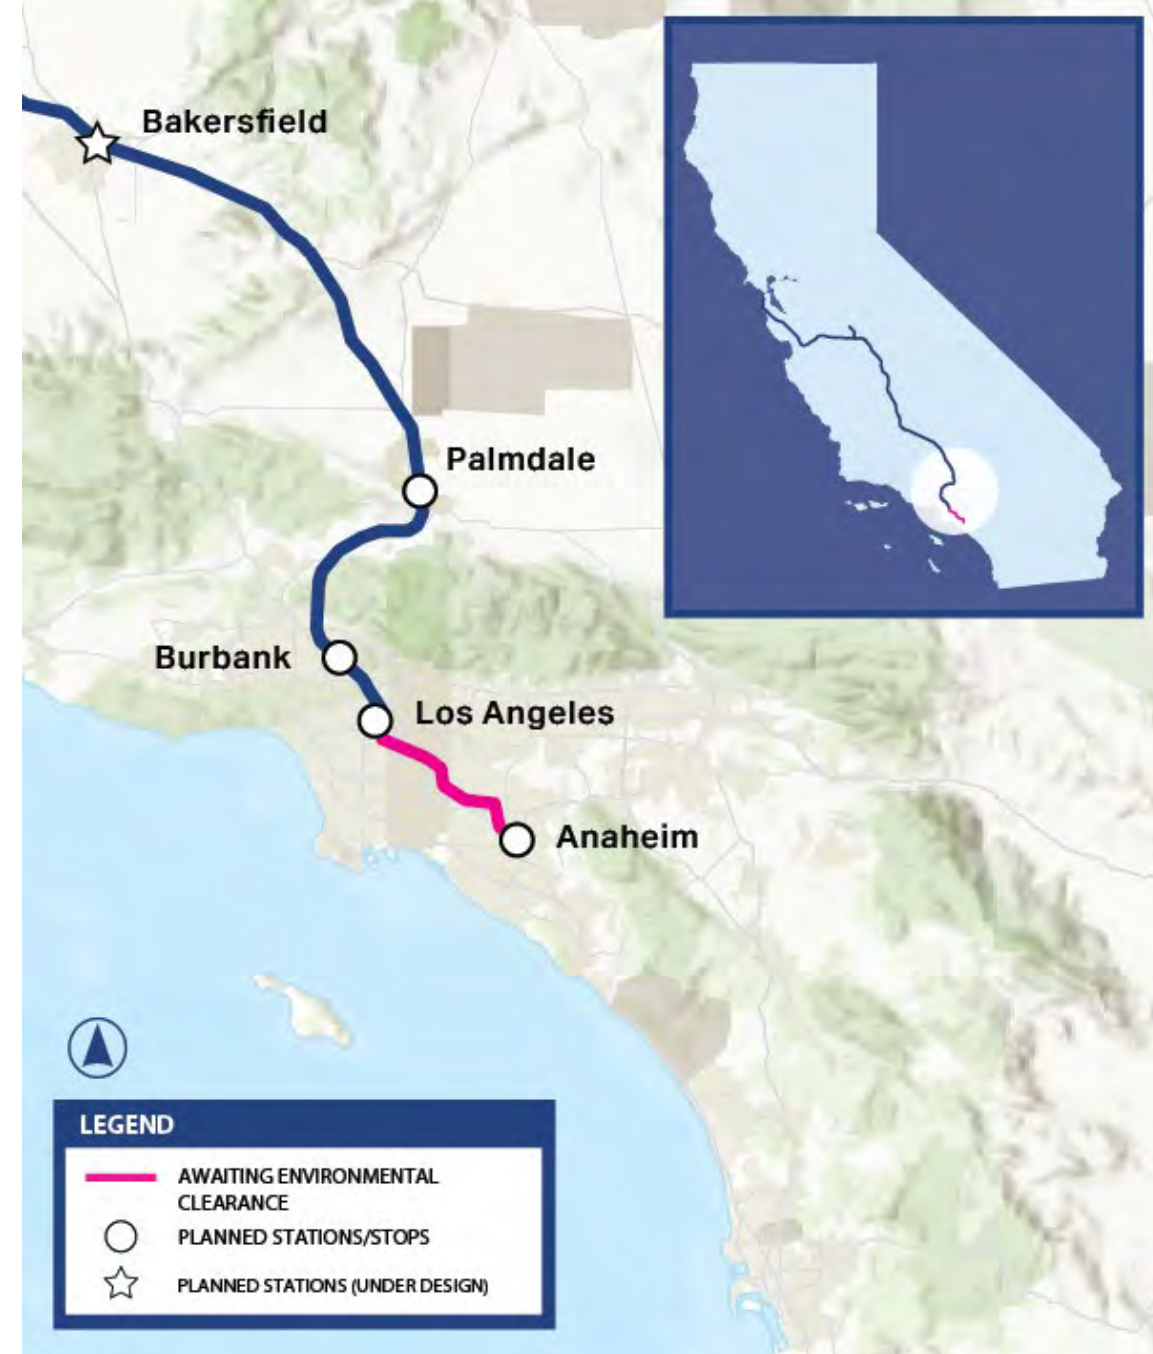 Bakersfield
Palmdale
Burbank
Los Angeles
Anaheim
LEGEND
AWAITING ENVIRONMENTAL
CLEARANCE
PLANNED STATIONS/STOPS
PLANNED STATIONS (UNDER DESIGN)